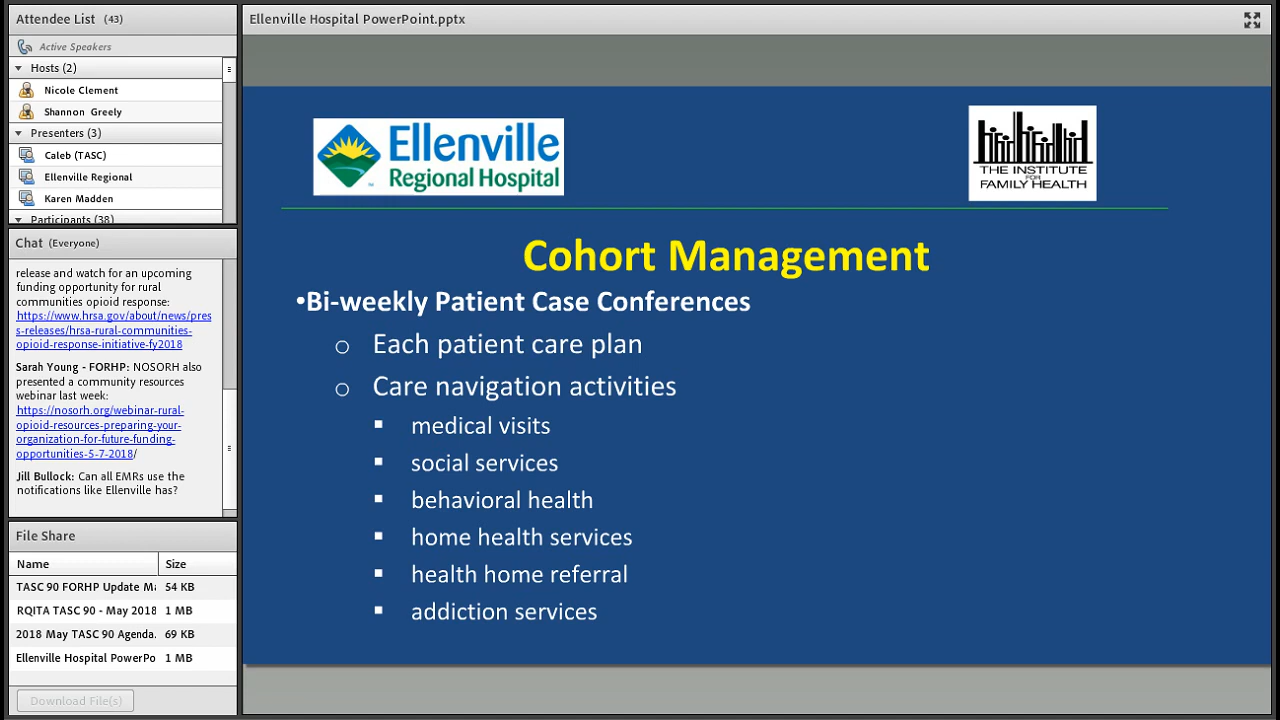 Attendee List (43)
Active Speakers
Hosts (2)
Nicole Clement
Shannon Greely
Presenters (3)
Caleb (TASC)
Ellenville Regional
Karen Madden
Participants (38)
Chat (Everyone)
release and watch for an upcoming
funding opportunity for rural
communities opioid response:
https://www.hrsa.gov/about/news/pres
s-releases/hrsa-rural-communities-
opioid-response-initiative-fy2018
Sarah Young - FORHP: NOSORH also
presented a community resources
webinar last week:
https://nosorh.org/webinar-rural-
opioid-resources-preparing-your-
organization-for-future-funding-
opportunities-5-7-2018/
Jill Bullock: Can all EMRs use the
notifications like Ellenville has?
File Share
Name Size
TASC 90 FORHP Update Ma 54 KB
RQITA TASC 90 - May 2018 1 MB
2018 May TASC 90 Agenda. 69 KB
Ellenville Hospital PowerPo 1 MB
Download File(s)
Ellenville Hospital PowerPoint.pptx
Ellenville
Regional Hospital
THE INSTITUTE
FOR
FAMILY HEALTH
Cohort Management
•Bi-weekly Patient Case Conferences
o Each patient care plan
o Care navigation activities
▪ medical visits
▪ social services
▪ behavioral health
▪ home health services
▪ health home referral
▪ addiction services